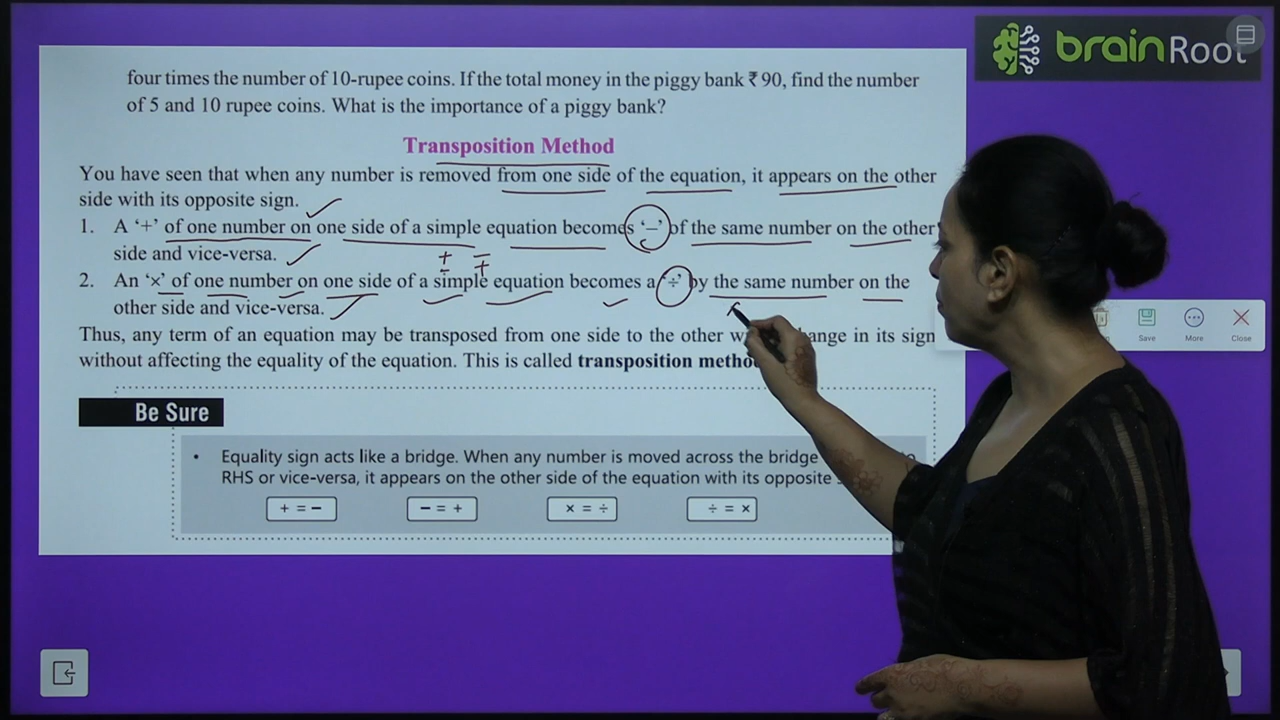 brainRoot
four times the number of 10-rupee coins. If the total money in the piggy bank ₹ 90, find the number
of 5 and 10 rupee coins. What is the importance of a piggy bank?
Transposition Method
You have seen that when any number is removed from one side of the equation, it appears on the other
side with its opposite sign.
1. A ‘+’ of one number on one side of a simple equation becomes ‘–’ of the same number on the other
side and vice-versa.
+ –
– +
2. An ‘×’ of one number on one side of a simple equation becomes a ‘÷’ by the same number on the
other side and vice-versa.
Thus, any term of an equation may be transposed from one side to the other in its sign
without affecting the equality of the equation. This is called transposition
Save More Close
Be Sure
• Equality sign acts like a bridge. When any number is moved across the bridge
RHS or vice-versa, it appears on the other side of the equation with its opposite
+ = – – = + × = ÷ ÷ = ×